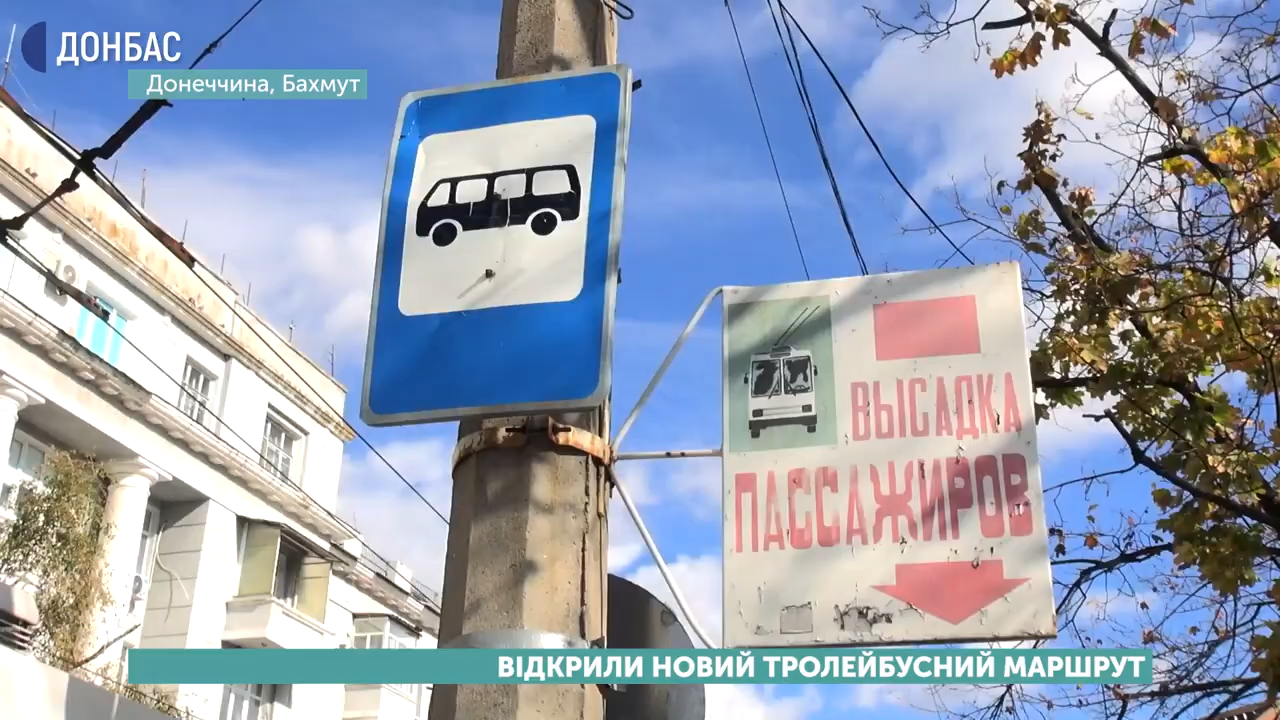 ДОНБАС
Донеччина, Бахмут
ВЫСАДКА
ПАССАЖИРОВ
ВІДКРИЛИ НОВИЙ ТРОЛЕЙБУСНИЙ МАРШРУТ